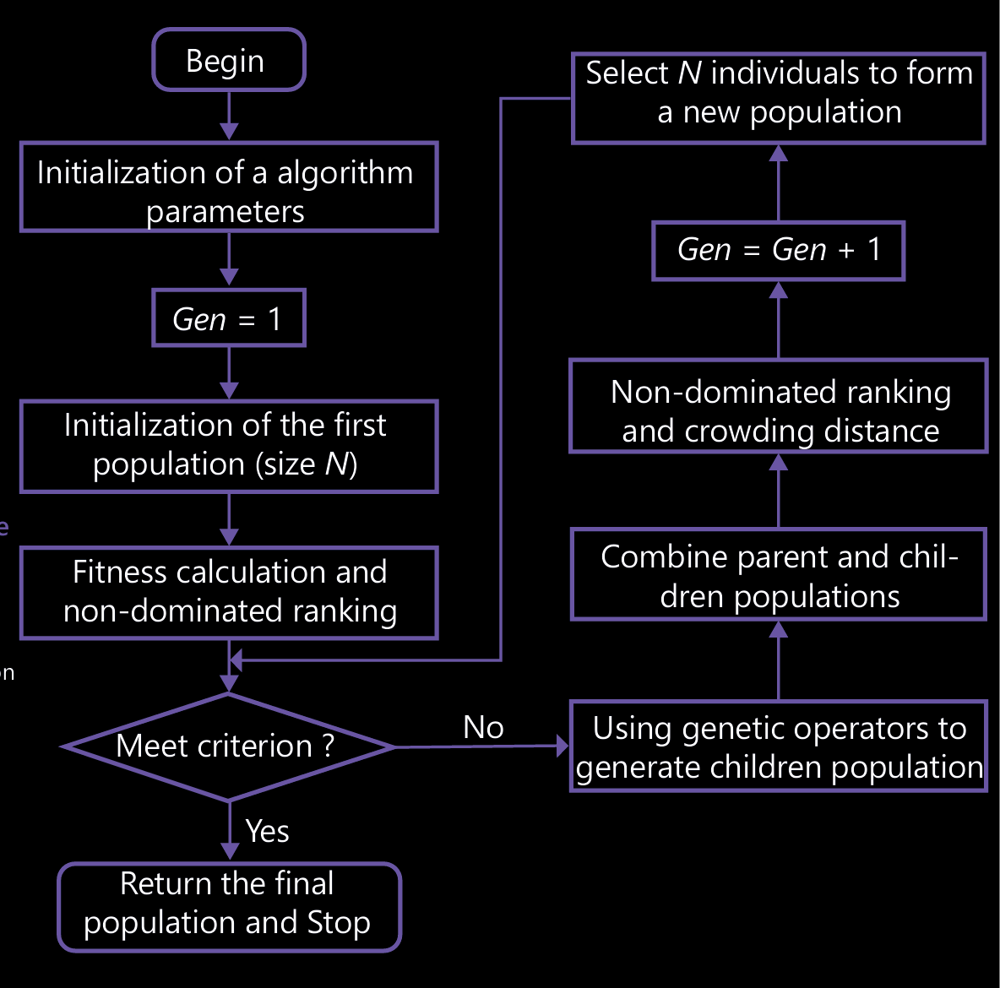 Begin
Initialization of a algorithm
parameters
Gen = 1
Initialization of the first
population (size N)
Fitness calculation and
non-dominated ranking
Meet criterion ?
Yes
Return the final
population and Stop
No
Using genetic operators to
generate children population
Combine parent and chil-
dren populations
Non-dominated ranking
and crowding distance
Gen = Gen + 1
Select N individuals to form
a new population